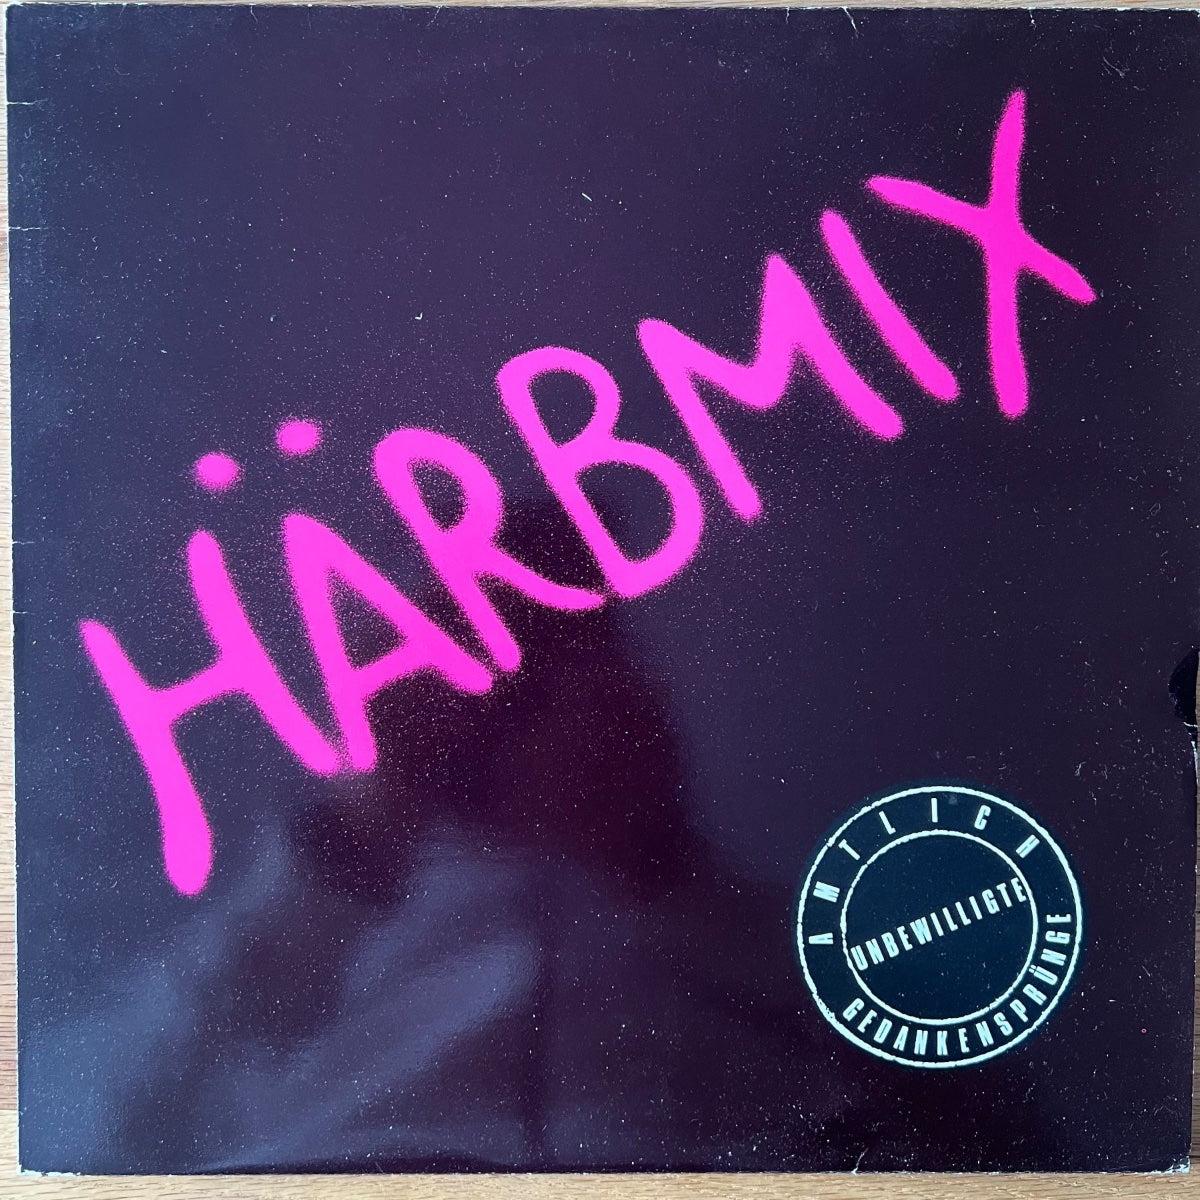 HÄRBMIX
AMTLICH
UNBEWILLIGTE
GEDANKENSPRÜNGE